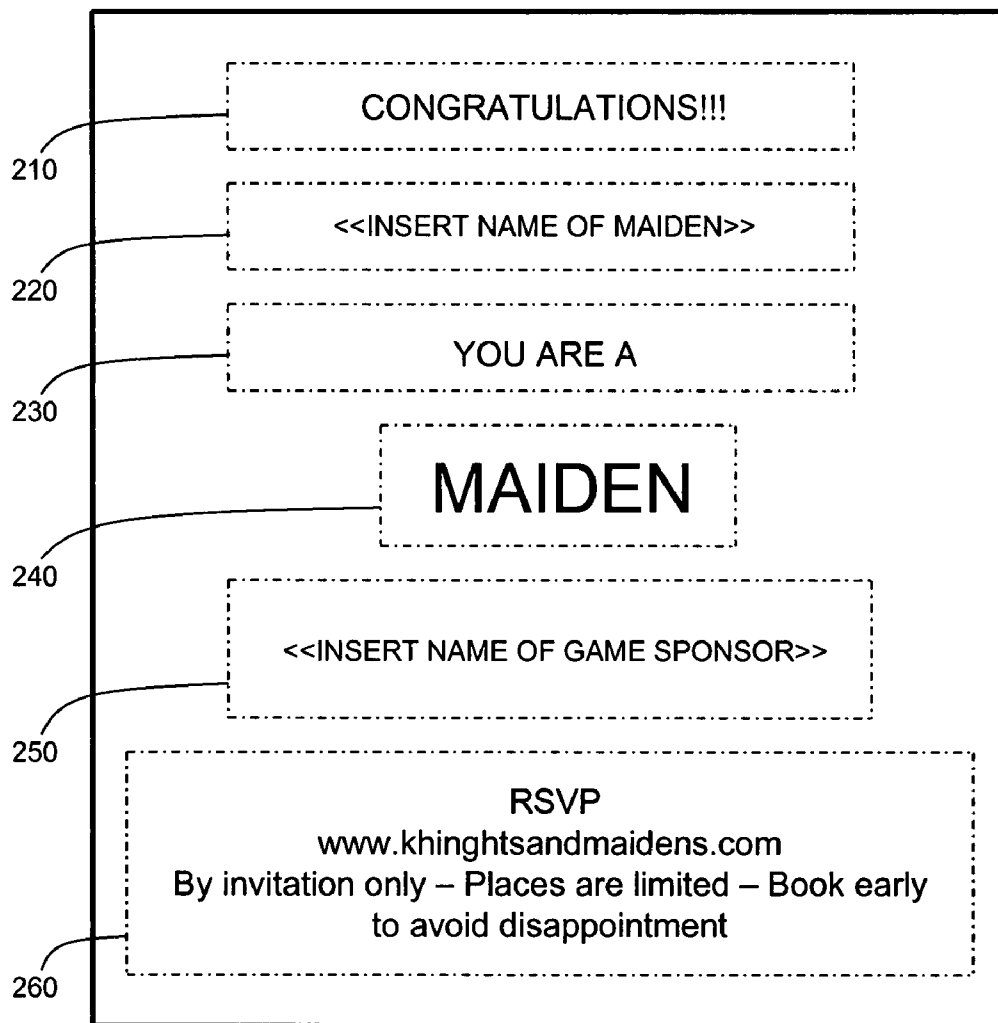 CONGRATULATIONS!!!
210
<<INSERT NAME OF MAIDEN>>
220
YOU ARE A
230
MAIDEN
240
<<INSERT NAME OF GAME SPONSOR>>
250
RSVP
www.khinghtsandmaidens.com
By invitation only – Places are limited – Book early
to avoid disappointment
260